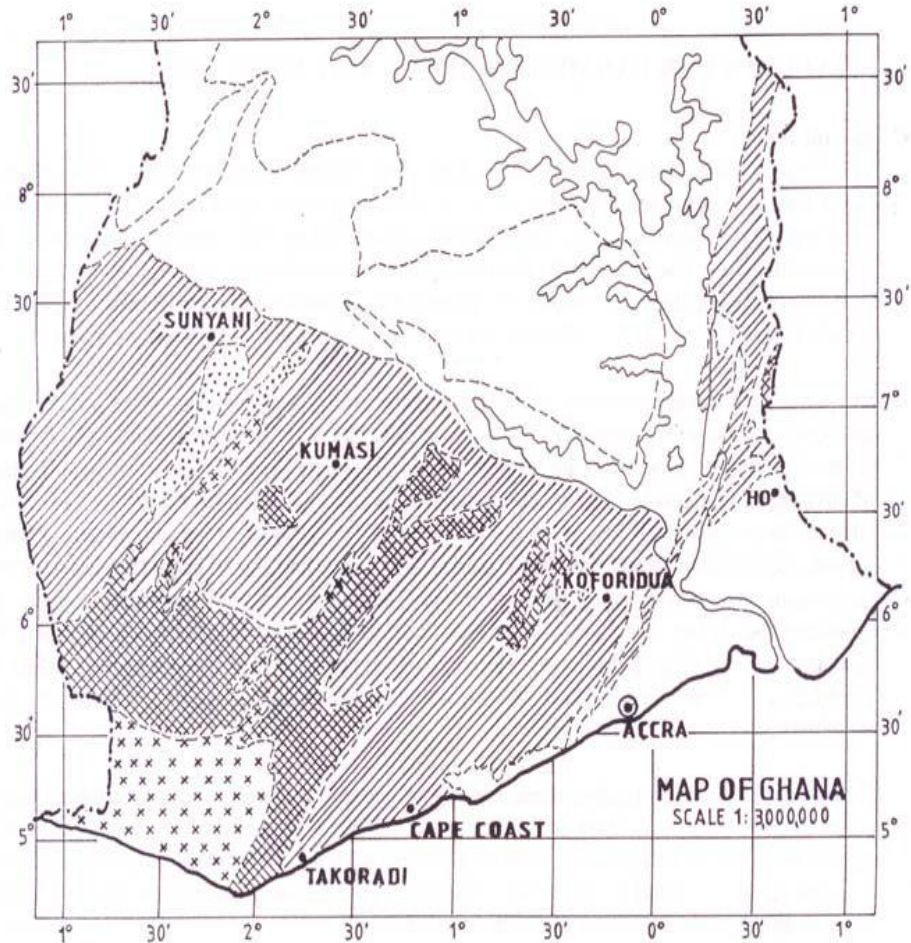 1° 30' 2° 30' 1° 30' 0° 30' 1°
30' 30'
8° 8°
30' 30'
SUNYANI
7°
KUMASI
HO
30'
KOFORIDUA
6° 6°
30' 30'
ACCRA
MAP OF GHANA
SCALE 1: 3,000,000
CAPE COAST
5° 5°
TAKORADI
1° 30' 2° 30' 1° 30' 0° 30' 1°